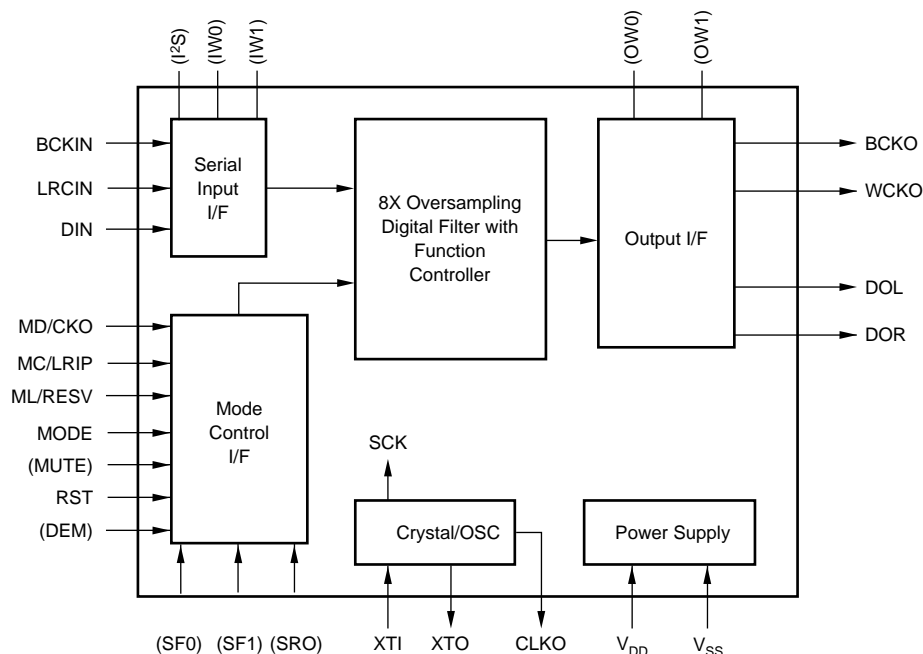 (I²S)
(IW0)
(IW1)
(OW0)
(OW1)
BCKIN
LRCIN
DIN
Serial
Input
I/F
8X Oversampling
Digital Filter with
Function
Controller
Output I/F
BCKO
WCKO
DOL
DOR
MD/CKO
MC/LRIP
ML/RESV
MODE
(MUTE)
RST
(DEM)
Mode
Control
I/F
SCK
Crystal/OSC
Power Supply
(SF0)
(SF1)
(SRO)
XTI
XTO
CLKO
V_DD
V_SS